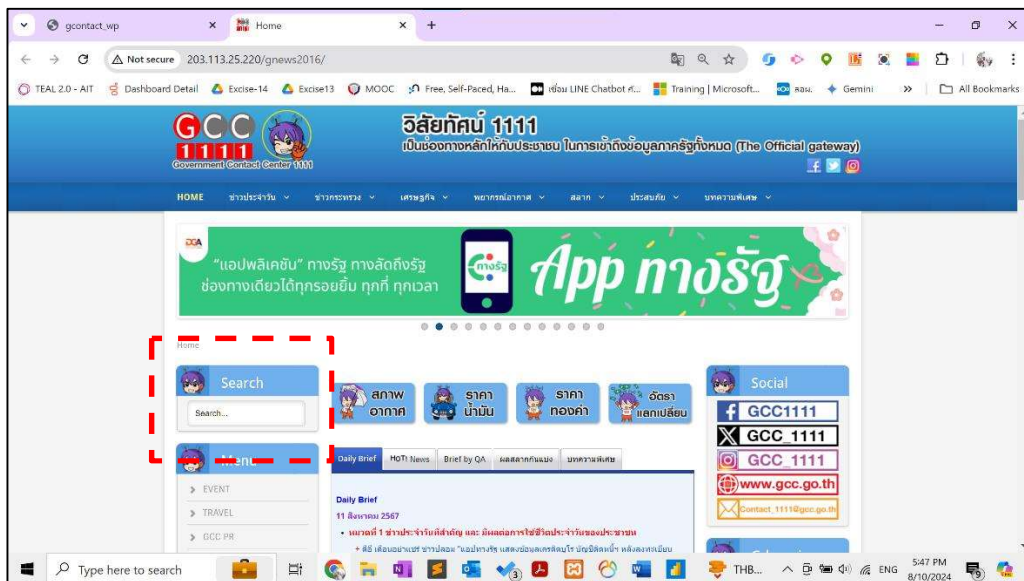 gcontact_wp
Home
Not secure
203.113.25.220/gnews2016/
TEAL 2.0 - AIT
Dashboard Detail
Excise-14
Excise13
MOOC
Free, Self-Paced, Ha...
เชื่อม LINE Chatbot ก้...
Training | Microsoft...
Gemini
All Bookmarks
GCC
1111
Government Contact Center 1111
วิสัยทัศน์ 1111
เป็นช่องทางหลักให้กับประชาชน ในการเข้าถึงข้อมูลภาครัฐทั้งหมด (The Official gateway)
HOME
ข่าวประจำวัน
ข่าวกระทรวง
เศรษฐกิจ
พยากรณ์อากาศ
สลาก
ประสบภัย
บทความพิเศษ
DGA
“แอปพลิเคชัน” ทางรัฐ ทางลัดถึงรัฐ
ช่องทางเดียวได้ทุกรอยยิ้ม ทุกที่ ทุกเวลา
ทางรัฐ
App ทางรัฐ
Home
Search
Search...
สภาพ
อากาศ
ราคา
น้ำมัน
ราคา
ทองคำ
อัตรา
แลกเปลี่ยน
Social
GCC1111
GCC_1111
GCC_1111
www.gcc.go.th
Contact_1111@gcc.go.th
Menu
EVENT
TRAVEL
GCC PR
Daily Brief
HOT! News
Brief by QA
ผลสลากกินแบ่ง
บทความพิเศษ
Daily Brief
11 สิงหาคม 2567
หมวดที่ 1 ข่าวประจำวันที่สำคัญ และ มีผลต่อการใช้ชีวิตประจำวันของประชาชน
Type here to search
THB...
ENG
5:47 PM
8/10/2024